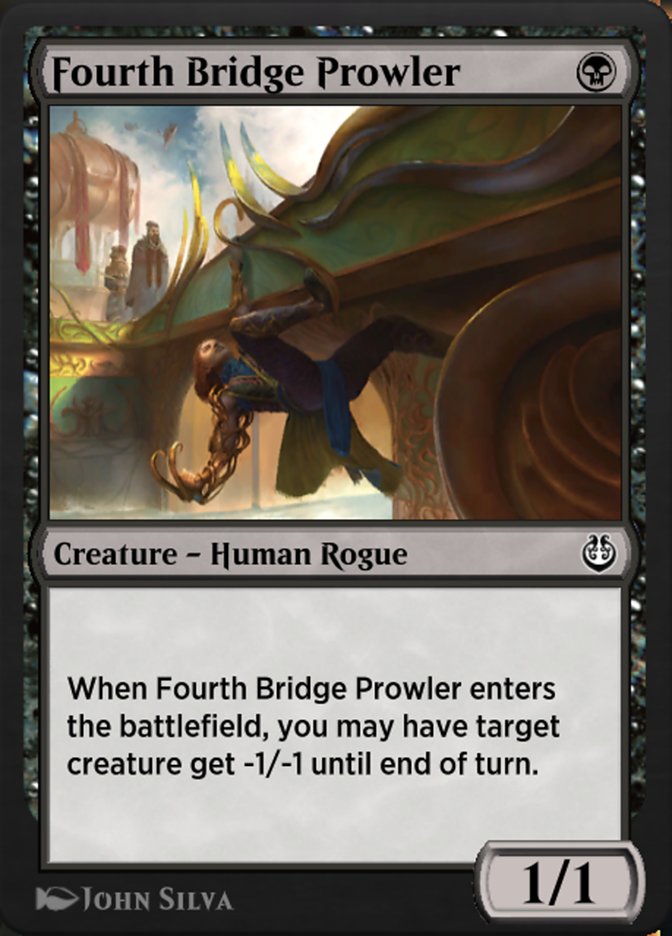 Fourth Bridge Prowler
Creature – Human Rogue
When Fourth Bridge Prowler enters
the battlefield, you may have target
creature get -1/-1 until end of turn.
1/1
John Silva